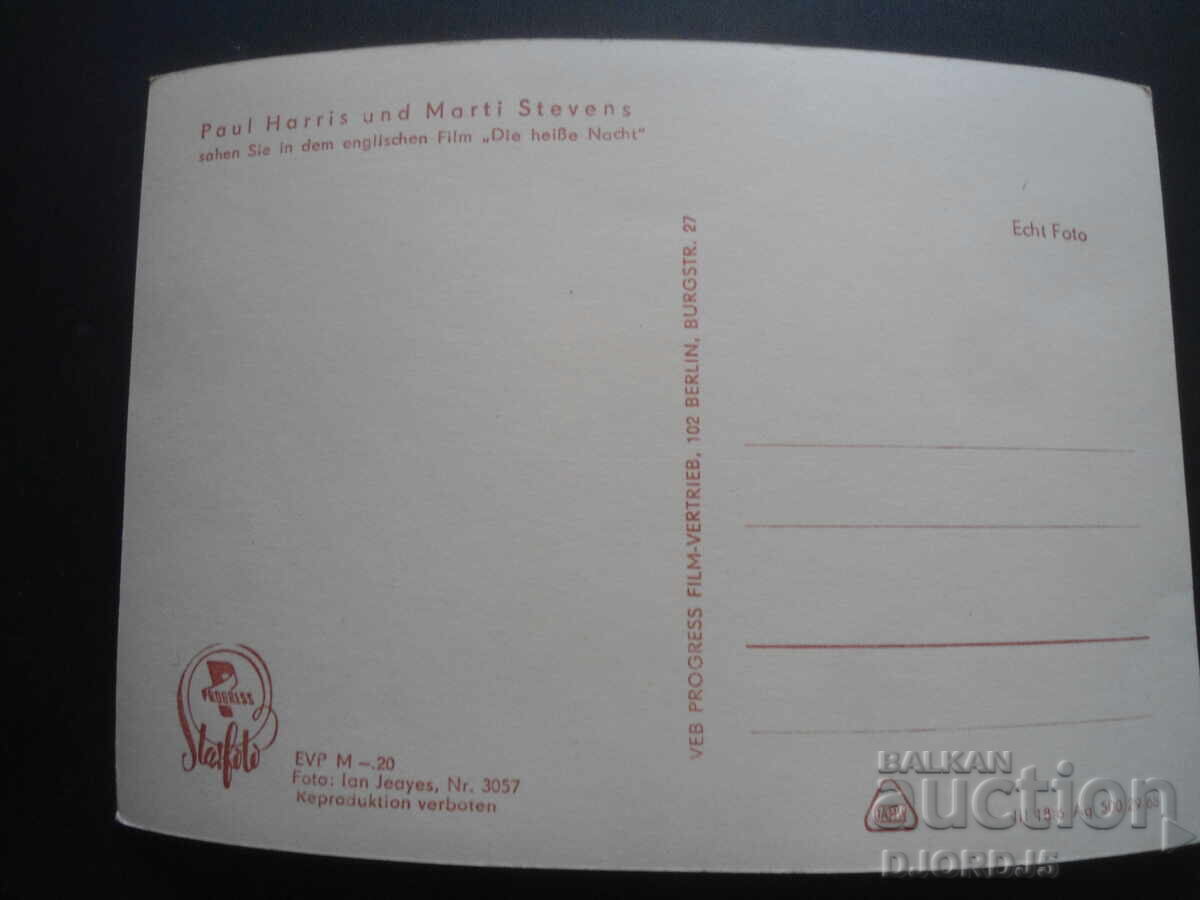 Paul Harris und Marti Stevens
sahen Sie in dem englischen Film „Die heiße Nacht"
Echt Foto
VEB PROGRESS FILM-VERTRIEB, 102 BERLIN, BURGSTR. 27
PROGRESS
Starfoto
EVP M –.20
Foto: Ian Jeayes, Nr. 3057
Reproduktion verboten
BALKAN
auction
DJORDJ5